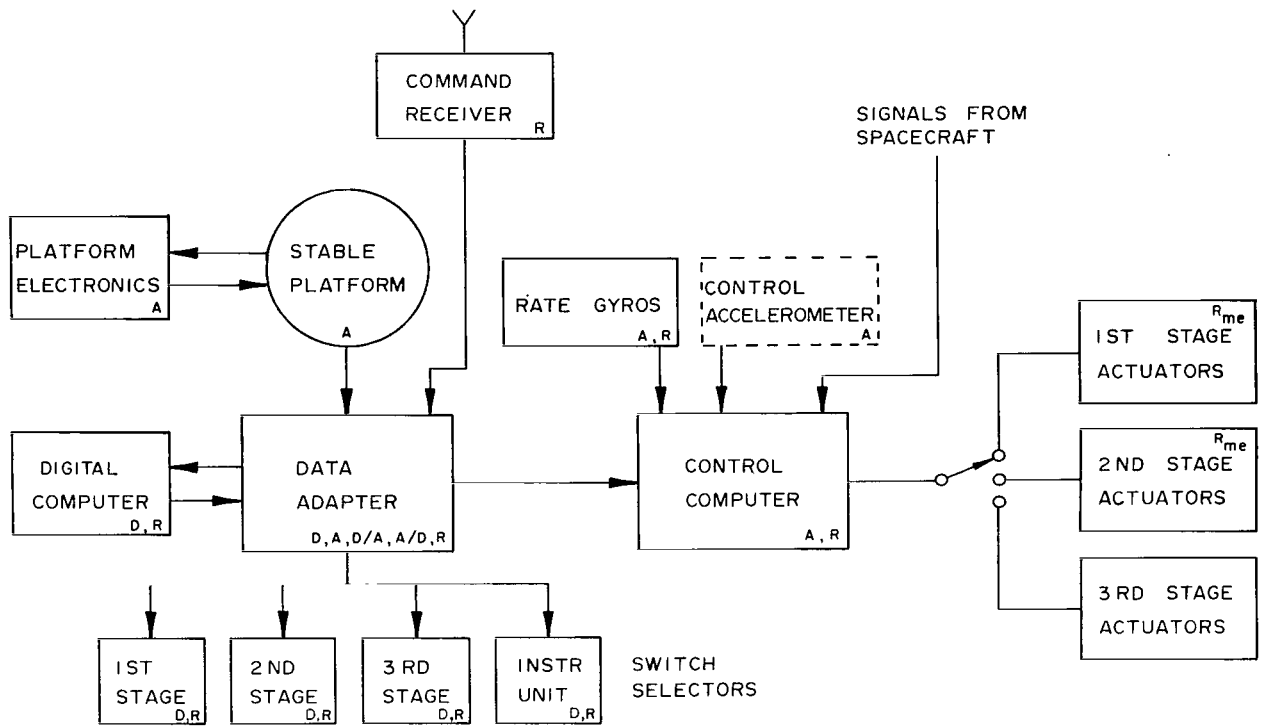 COMMAND
RECEIVER
R
SIGNALS FROM
SPACECRAFT
PLATFORM
ELECTRONICS
A
STABLE
PLATFORM
A
RATE GYROS
A, R
CONTROL
ACCELEROMETER
A
Rme
1ST STAGE
ACTUATORS
DIGITAL
COMPUTER
D, R
DATA
ADAPTER
D, A, D/A, A/D, R
CONTROL
COMPUTER
A, R
Rme
2ND STAGE
ACTUATORS
3RD STAGE
ACTUATORS
1ST
STAGE
D,R
2ND
STAGE
D,R
3RD
STAGE
D,R
INSTR
UNIT
D,R
SWITCH
SELECTORS